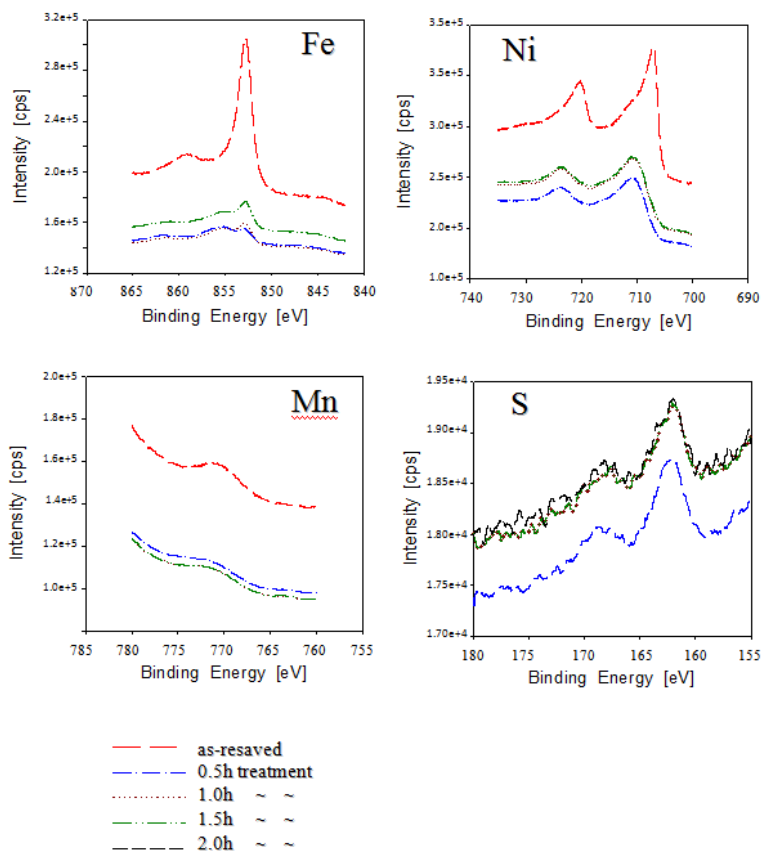 Fe
3.2e+5
2.8e+5
2.4e+5
2.0e+5
1.6e+5
1.2e+5
Intensity [cps]
870 865 860 855 850 845 840
Binding Energy [eV]
Ni
3.5e+5
3.5e+5
3.0e+5
2.5e+5
2.0e+5
1.0e+5
Intensity [cps]
740 730 720 710 700 690
Binding Energy [eV]
Mn
2.0e+5
1.8e+5
1.6e+5
1.2e+5
1.0e+5
Intensity [cps]
785 780 775 770 765 760 755
Binding Energy [eV]
S
1.95e+4
1.90e+4
1.85e+4
1.80e+4
1.75e+4
1.70e+4
Intensity [cps]
180 175 170 165 160 155
Binding Energy [eV]
as-resaved
0.5h treatment
1.0h ~ ~
1.5h ~ ~
2.0h ~ ~